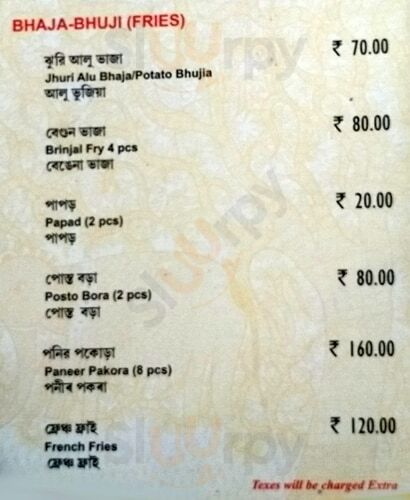 BHAJA-BHUJI (FRIES)
ঝুরি আলু ভাজা ₹ 70.00
Jhuri Alu Bhaja/Potato Bhujia
আলু ভূজিয়া
বেগুন ভাজা ₹ 80.00
Brinjal Fry 4 pcs
বেঙেনা ভাজা
পাপড় ₹ 20.00
Papad (2 pcs)
পাপড়
পোস্ত বড়া ₹ 80.00
Posto Bora (2 pcs)
পোস্ত বড়া
পনির পকোড়া ₹ 160.00
Paneer Pakora (8 pcs)
পনীৰ পকৰা
ফ্রেঞ্চ ফ্রাই ₹ 120.00
French Fries
ফ্রেঞ্চ ফ্রাই
Texes will be charged Extra
sluurpy